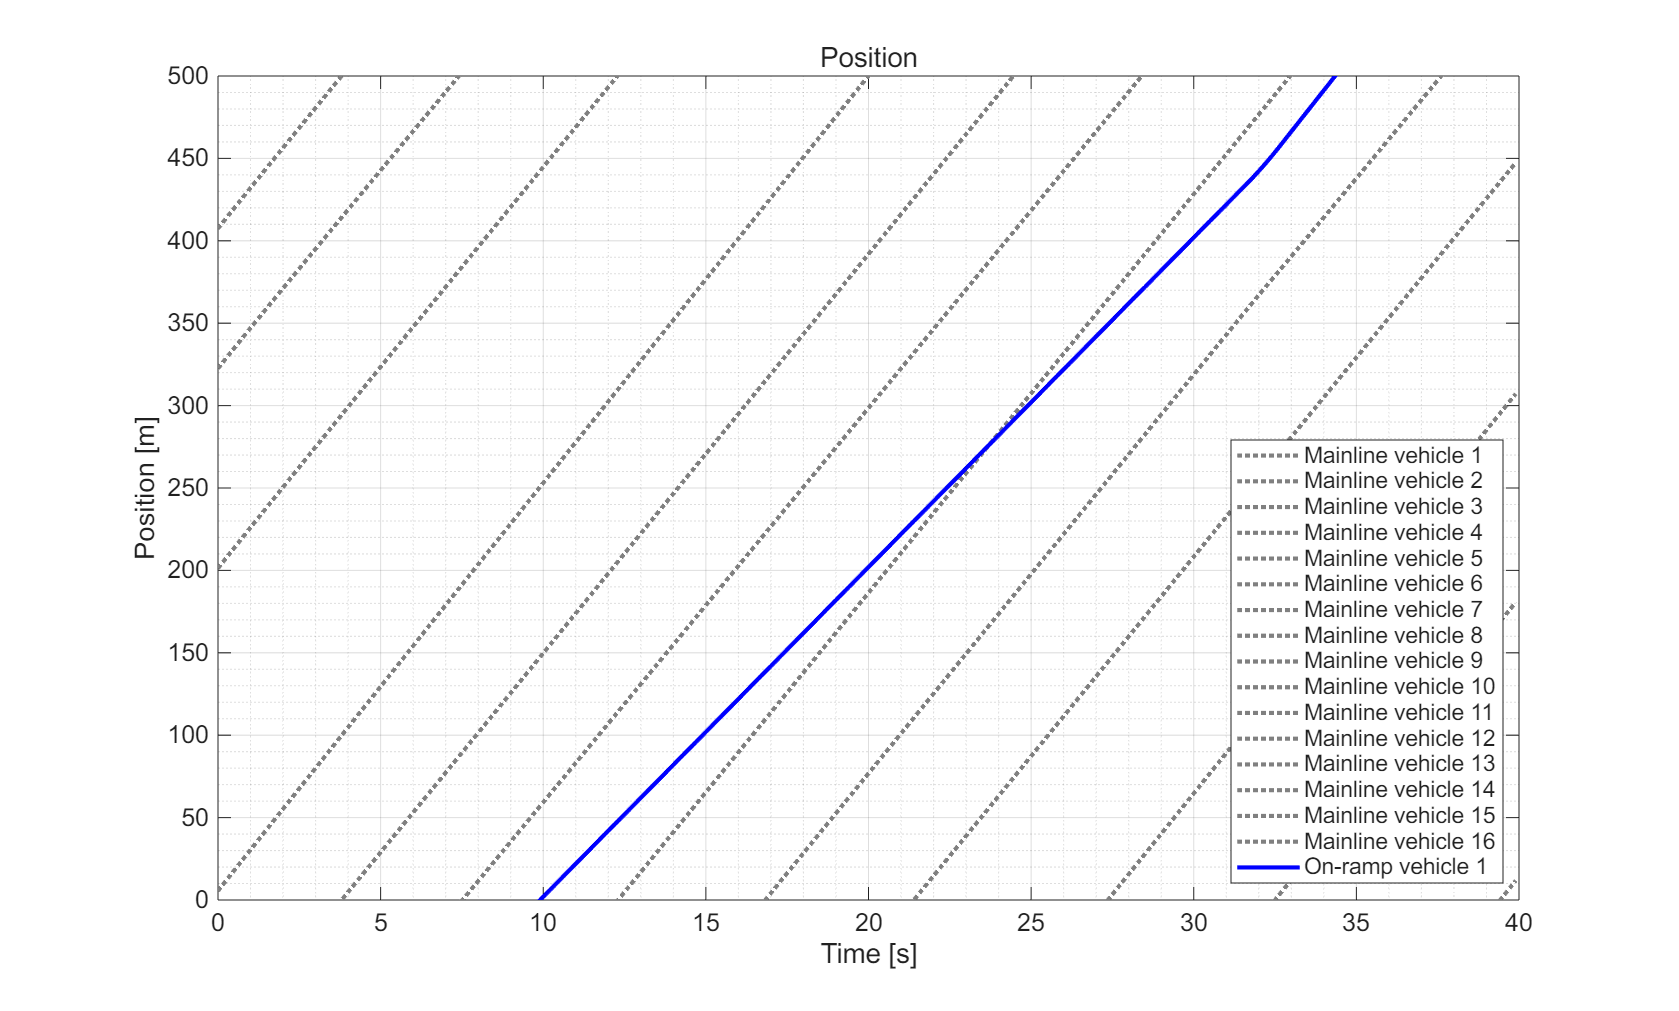 Position
500
450
400
350
300
250
200
150
100
50
0
Position [m]
0 5 10 15 20 25 30 35 40
Time [s]
Mainline vehicle 1
Mainline vehicle 2
Mainline vehicle 3
Mainline vehicle 4
Mainline vehicle 5
Mainline vehicle 6
Mainline vehicle 7
Mainline vehicle 8
Mainline vehicle 9
Mainline vehicle 10
Mainline vehicle 11
Mainline vehicle 12
Mainline vehicle 13
Mainline vehicle 14
Mainline vehicle 15
Mainline vehicle 16
On-ramp vehicle 1